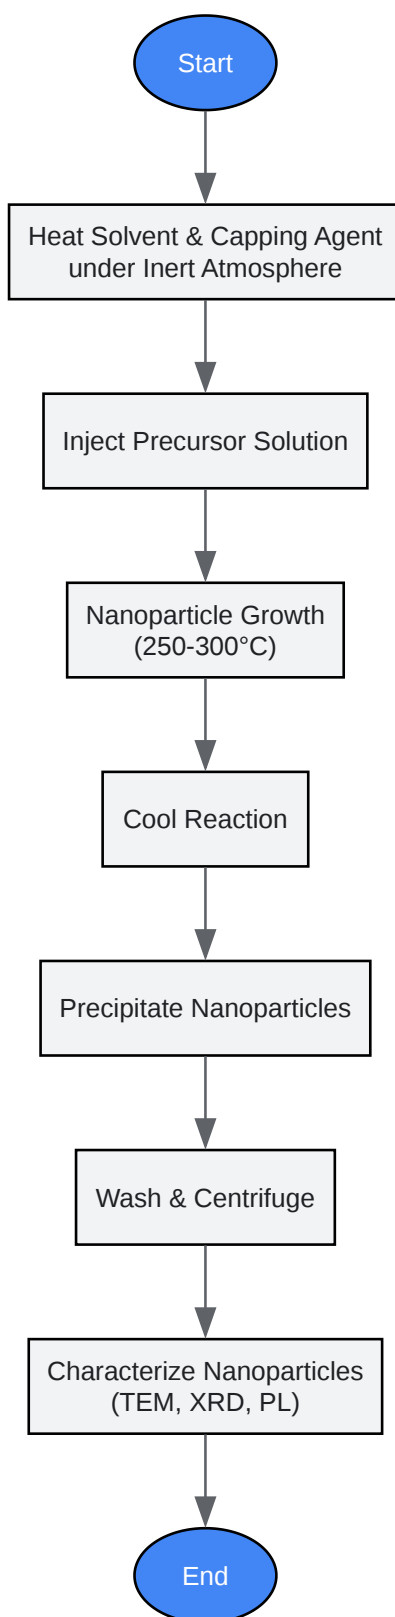 Start
Heat Solvent & Capping Agent
under Inert Atmosphere
Inject Precursor Solution
Nanoparticle Growth
(250-300°C)
Cool Reaction
Precipitate Nanoparticles
Wash & Centrifuge
Characterize Nanoparticles
(TEM, XRD, PL)
End